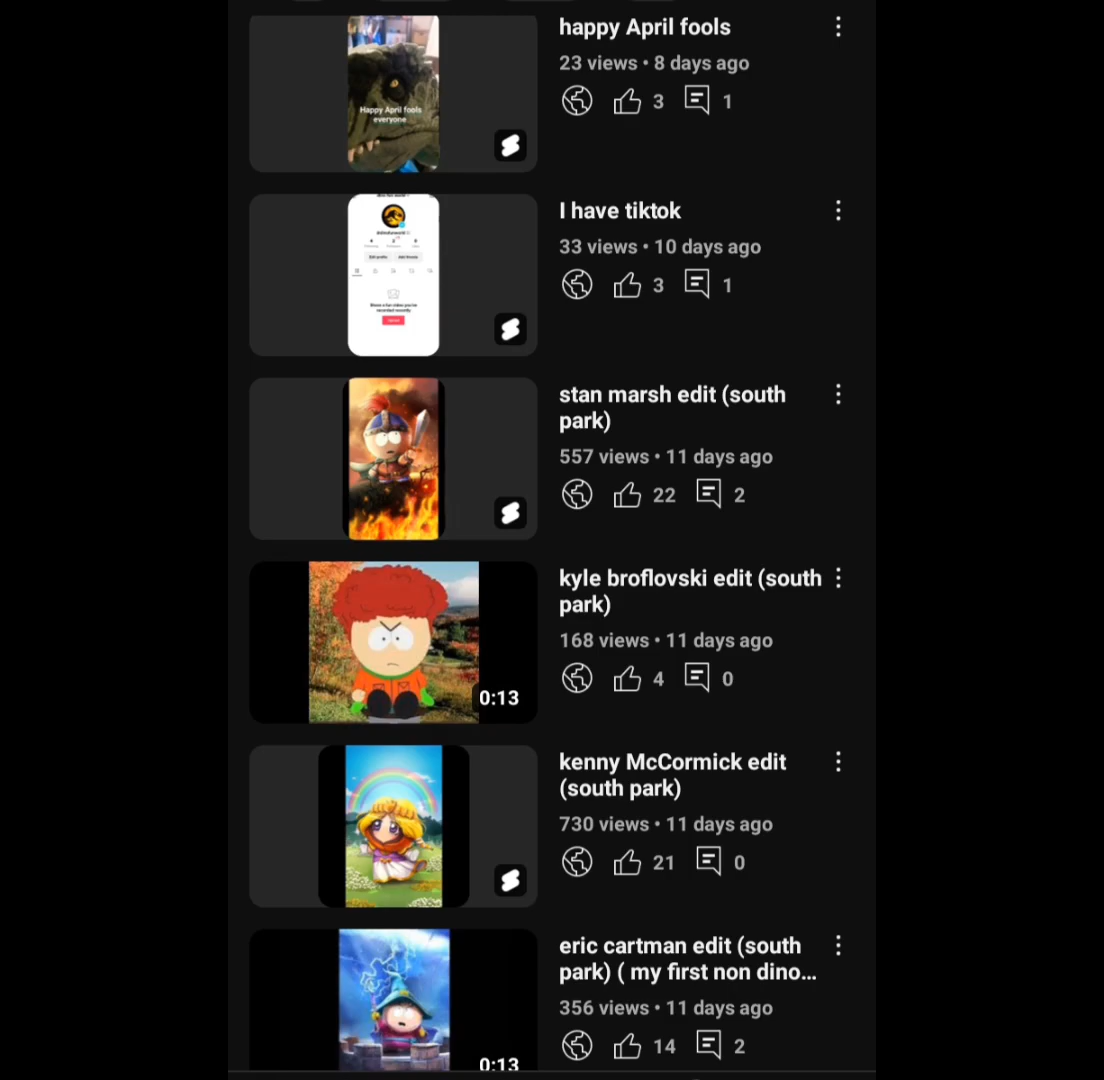 happy April fools
23 views • 8 days ago
3 1
Happy April fools
everyone
I have tiktok
33 views • 10 days ago
3 1
Edit profile Add friends
stan marsh edit (south
park)
557 views • 11 days ago
22 2
kyle broflovski edit (south
park)
168 views • 11 days ago
4 0
0:13
kenny McCormick edit
(south park)
730 views • 11 days ago
21 0
eric cartman edit (south
park) ( my first non dino...
356 views • 11 days ago
14 2
0:13